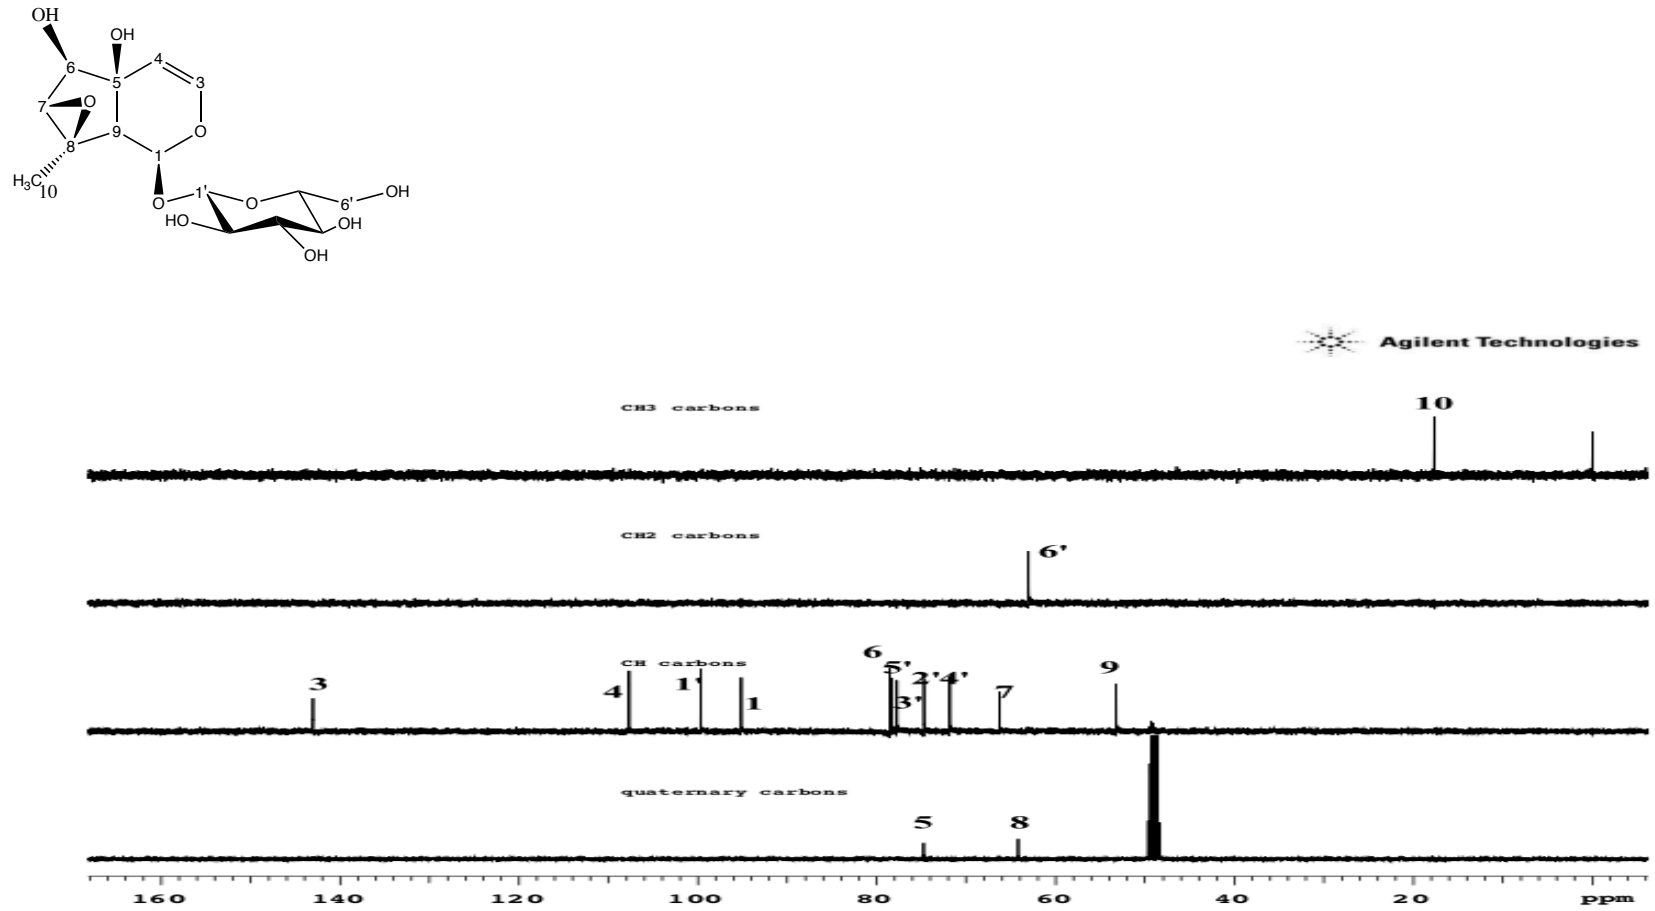 OH
OH
4
6
5
3
7
O
9
O
8
1
H3C
10
O
1'
O
6'
OH
HO
OH
OH
Agilent Technologies
CH3 carbons
10
CH2 carbons
6'
CH carbons
3
4
1'
1
6
5'
3'
2'4'
7
9
quaternary carbons
5
8
160 140 120 100 80 60 40 20 ppm